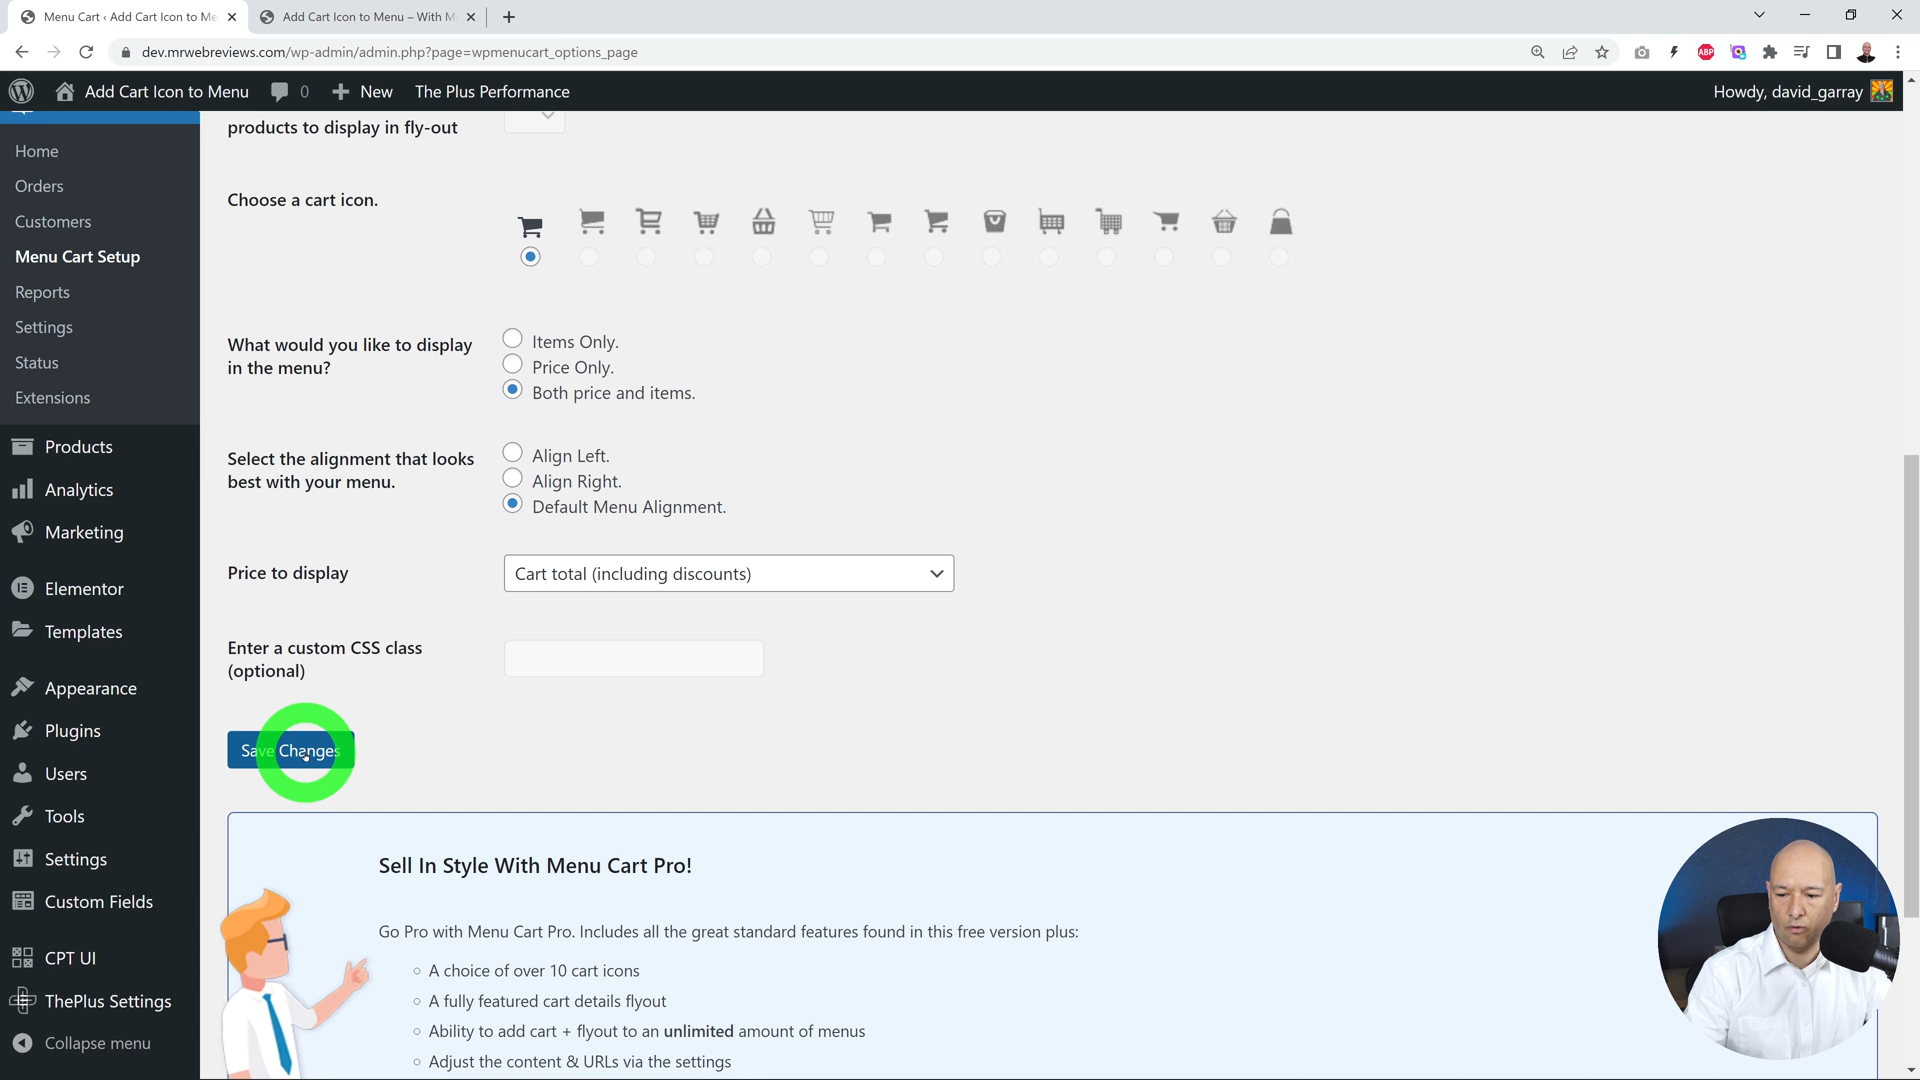 Menu Cart ‹ Add Cart Icon to Me
Add Cart Icon to Menu – With M
dev.mrwebreviews.com/wp-admin/admin.php?page=wpmenucart_options_page
ABP
Add Cart Icon to Menu
0
New
The Plus Performance
Howdy, david_garray
Home
Orders
Customers
Menu Cart Setup
Reports
Settings
Status
Extensions
Products
Analytics
Marketing
Elementor
Templates
Appearance
Plugins
Users
Tools
Settings
Custom Fields
CPT UI
ThePlus Settings
Collapse menu
products to display in fly-out
Choose a cart icon.
What would you like to display
in the menu?
Items Only.
Price Only.
Both price and items.
Select the alignment that looks
best with your menu.
Align Left.
Align Right.
Default Menu Alignment.
Price to display
Cart total (including discounts)
Enter a custom CSS class
(optional)
Save Changes
Sell In Style With Menu Cart Pro!
Go Pro with Menu Cart Pro. Includes all the great standard features found in this free version plus:
A choice of over 10 cart icons
A fully featured cart details flyout
Ability to add cart + flyout to an unlimited amount of menus
Adjust the content & URLs via the settings